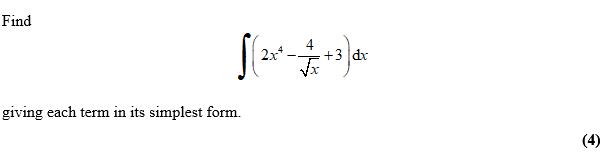 Find
∫(2x⁴ − 4/√x + 3)dx
giving each term in its simplest form.
(4)